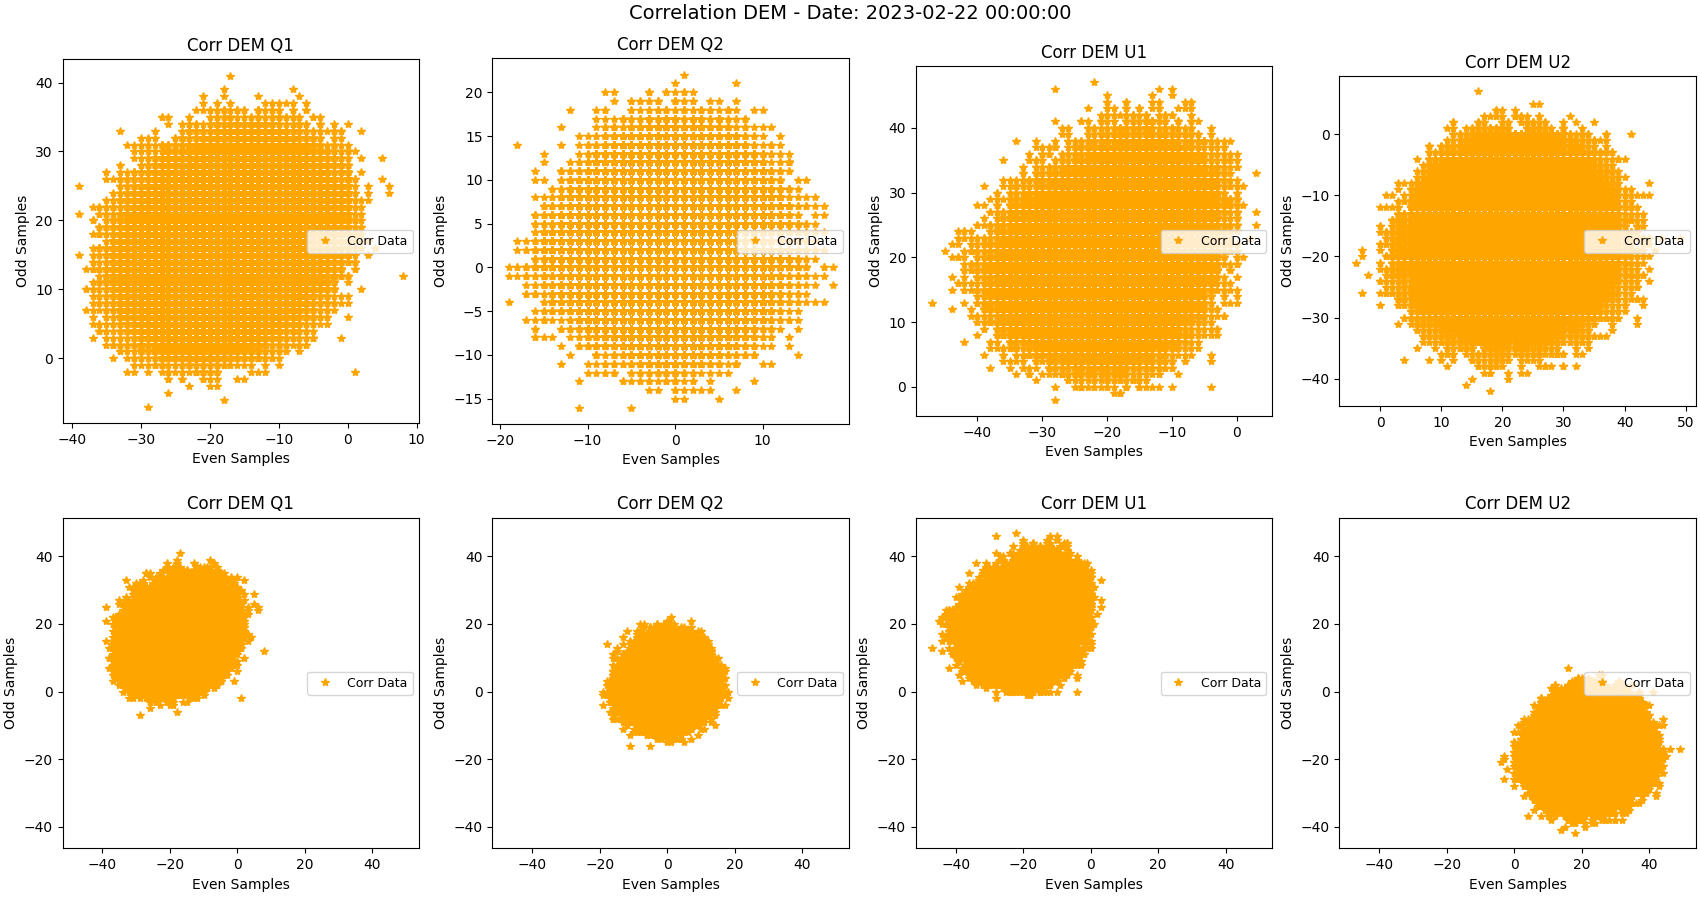 Correlation DEM - Date: 2023-02-22 00:00:00
Corr DEM Q1
Odd Samples
40
30
20
10
0
Corr Data
−40 −30 −20 −10 0 10
Even Samples
Corr DEM Q2
Odd Samples
20
15
10
5
0
−5
−10
−15
Corr Data
−20 −10 0 10
Even Samples
Corr DEM U1
Odd Samples
40
30
20
10
0
Corr Data
−40 −30 −20 −10 0
Even Samples
Corr DEM U2
Odd Samples
0
−10
−20
−30
−40
Corr Data
0 10 20 30 40 50
Even Samples
Corr DEM Q1
Odd Samples
40
20
0
−20
−40
Corr Data
−40 −20 0 20 40
Even Samples
Corr DEM Q2
Odd Samples
40
20
0
−20
−40
Corr Data
−40 −20 0 20 40
Even Samples
Corr DEM U1
Odd Samples
40
20
0
−20
−40
Corr Data
−40 −20 0 20 40
Even Samples
Corr DEM U2
Odd Samples
40
20
0
−20
−40
Corr Data
−40 −20 0 20 40
Even Samples